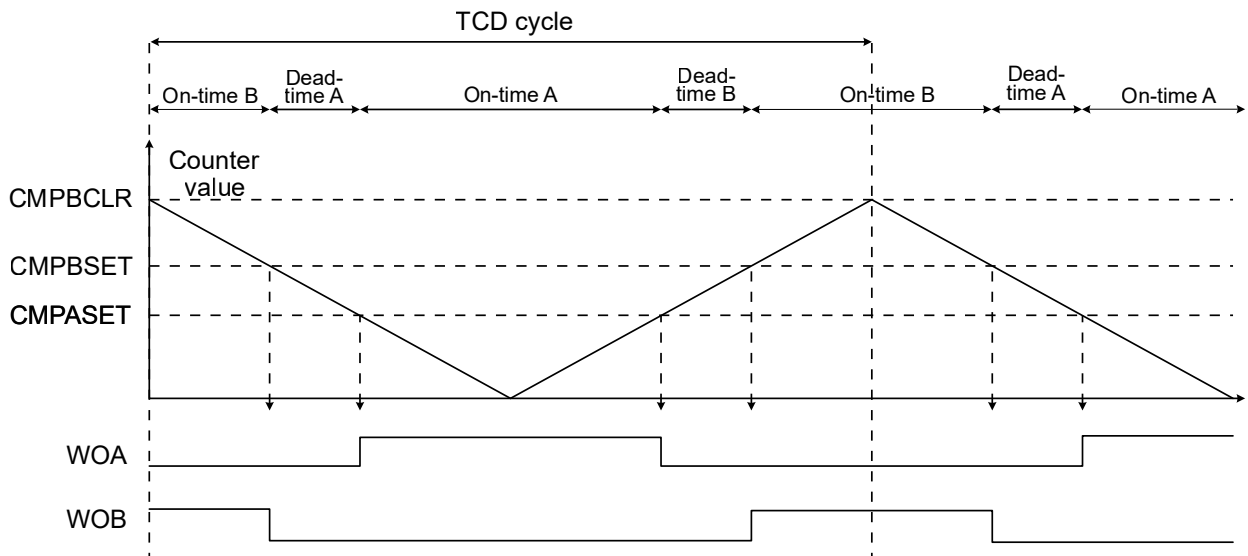 TCD cycle
Dead-
time A
Dead-
time B
Dead-
time A
On-time B
On-time A
On-time B
On-time A
Counter
value
CMPBCLR
CMPBSET
CMPASET
WOA
WOB